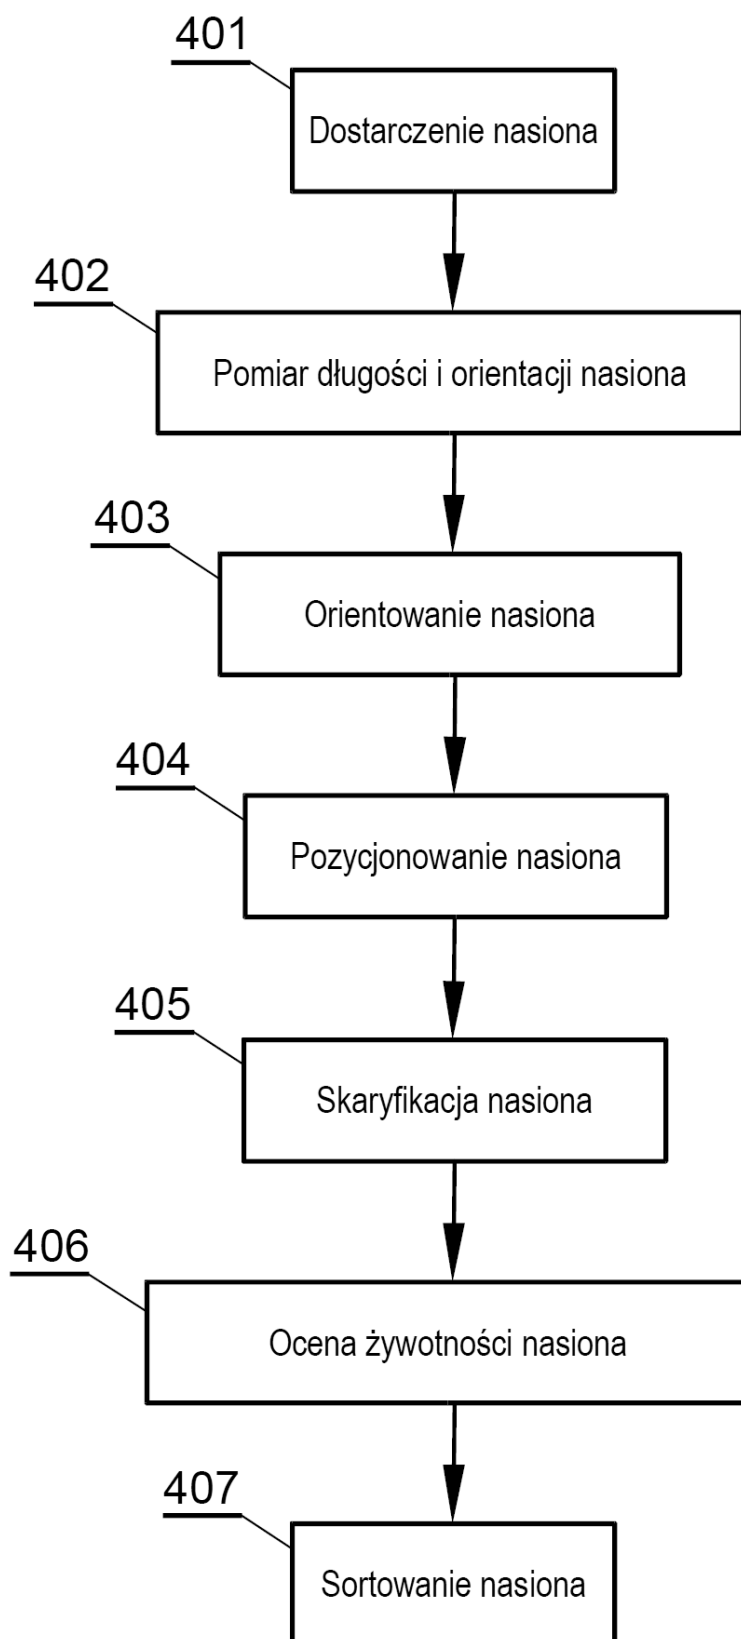 401
Dostarczenie nasiona
402
Pomiar długości i orientacji nasiona
403
Orientowanie nasiona
404
Pozycjonowanie nasiona
405
Skaryfikacja nasiona
406
Ocena żywotności nasiona
407
Sortowanie nasiona